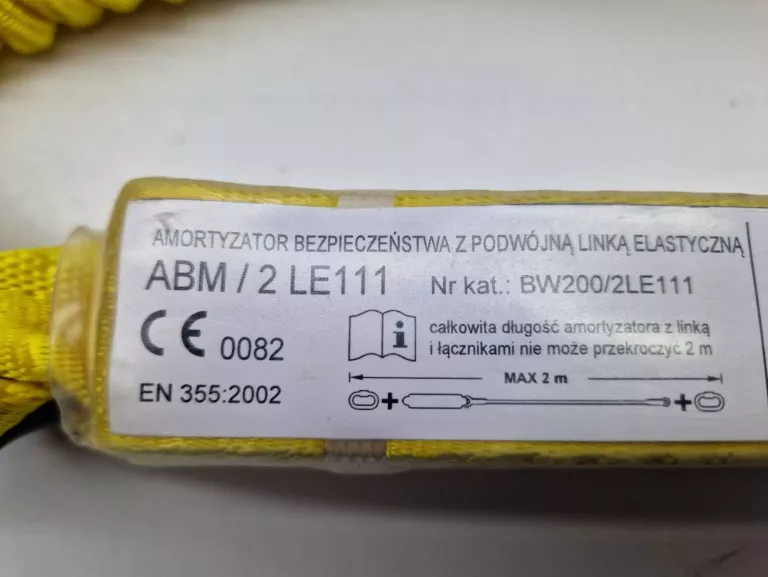 AMORTYZATOR BEZPIECZEŃSTWA Z PODWÓJNĄ LINKĄ ELASTYCZNĄ
ABM / 2 LE111 Nr kat.: BW200/2LE111
CE 0082
całkowita długość amortyzatora z linką
i łącznikami nie może przekroczyć 2 m
EN 355:2002
MAX 2 m